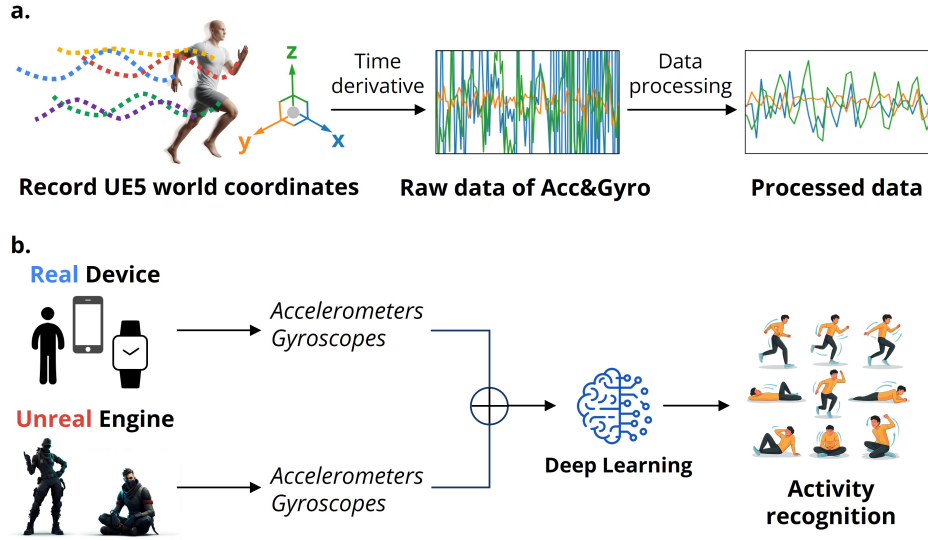 a.
z
y
x
Time
derivative
Data
processing
Record UE5 world coordinates
Raw data of Acc&Gyro
Processed data
b.
Real Device
Accelerometers
Gyroscopes
Unreal Engine
Accelerometers
Gyroscopes
Deep Learning
Activity
recognition